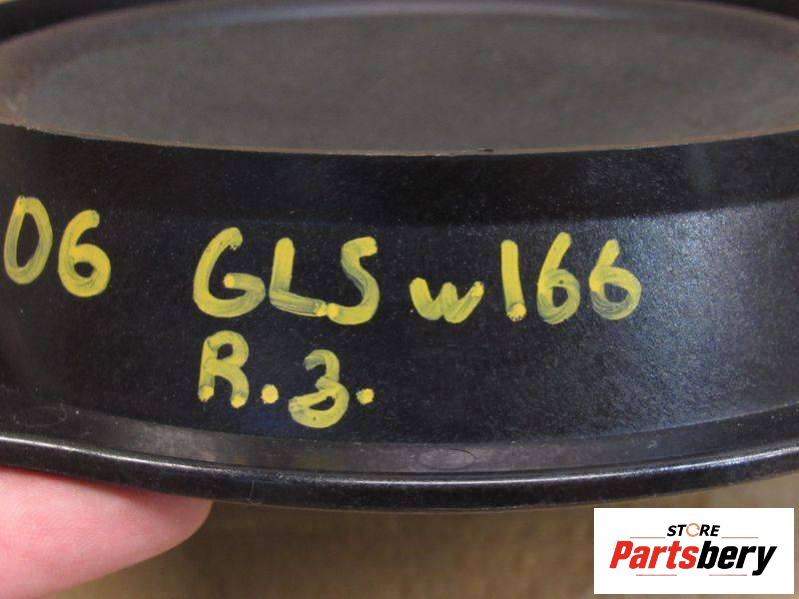 06 GLS w166
R.3.
STORE
Partsbery